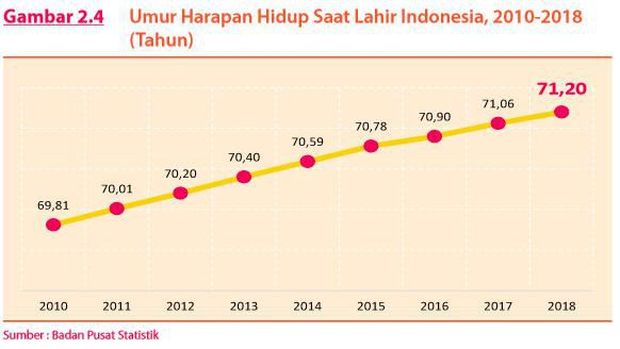 Gambar 2.4
Umur Harapan Hidup Saat Lahir Indonesia, 2010-2018
(Tahun)
69,81
70,01
70,20
70,40
70,59
70,78
70,90
71,06
71,20
2010 2011 2012 2013 2014 2015 2016 2017 2018
Sumber : Badan Pusat Statistik